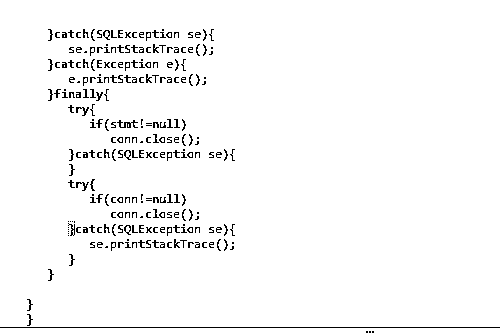 }catch(SQLException se){
se.printStackTrace();
}catch(Exception e){
e.printStackTrace();
}finally{
try{
if(stmt!=null)
conn.close();
}catch(SQLException se){
}
try{
if(conn!=null)
conn.close();
}catch(SQLException se){
se.printStackTrace();
}
}
}
}